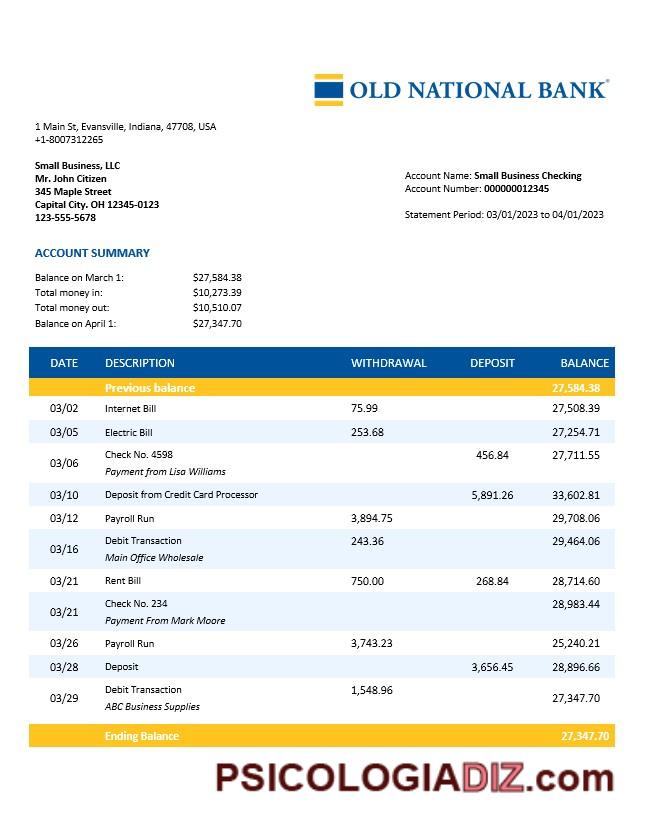 OLD NATIONAL BANK®
1 Main St, Evansville, Indiana, 47708, USA
+1-8007312265
Small Business, LLC
Mr. John Citizen
345 Maple Street
Capital City. OH 12345-0123
123-555-5678
Account Name: Small Business Checking
Account Number: 000000012345
Statement Period: 03/01/2023 to 04/01/2023
ACCOUNT SUMMARY
Balance on March 1: $27,584.38
Total money in: $10,273.39
Total money out: $10,510.07
Balance on April 1: $27,347.70
DATE DESCRIPTION WITHDRAWAL DEPOSIT BALANCE
Previous balance 27,584.38
03/02 Internet Bill 75.99 27,508.39
03/05 Electric Bill 253.68 27,254.71
03/06 Check No. 4598 456.84 27,711.55
Payment from Lisa Williams
03/10 Deposit from Credit Card Processor 5,891.26 33,602.81
03/12 Payroll Run 3,894.75 29,708.06
03/16 Debit Transaction 243.36 29,464.06
Main Office Wholesale
03/21 Rent Bill 750.00 268.84 28,714.60
03/21 Check No. 234 28,983.44
Payment From Mark Moore
03/26 Payroll Run 3,743.23 25,240.21
03/28 Deposit 3,656.45 28,896.66
03/29 Debit Transaction 1,548.96 27,347.70
ABC Business Supplies
Ending Balance 27,347.70
PSICOLOGIADIZ.com